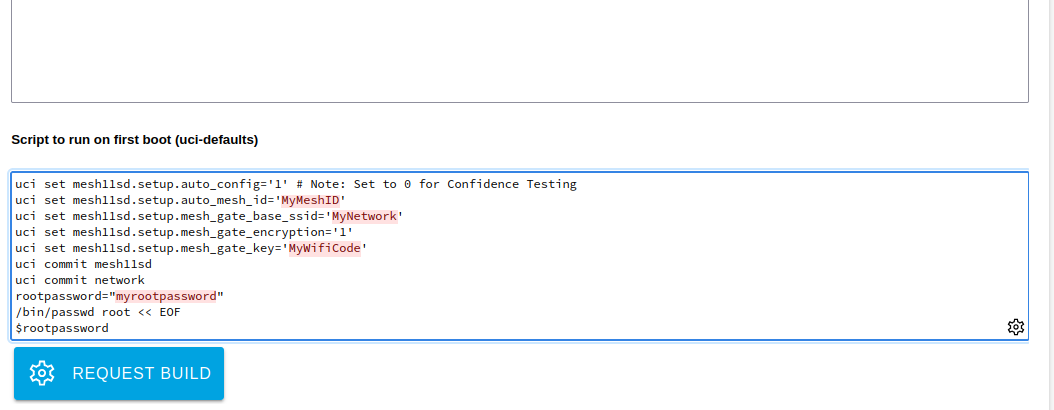 Script to run on first boot (uci-defaults)
uci set mesh11sd.setup.auto_config='1' # Note: Set to 0 for Confidence Testing
uci set mesh11sd.setup.auto_mesh_id='MyMeshID'
uci set mesh11sd.setup.mesh_gate_base_ssid='MyNetwork'
uci set mesh11sd.setup.mesh_gate_encryption='1'
uci set mesh11sd.setup.mesh_gate_key='MyWifiCode'
uci commit mesh11sd
uci commit network
rootpassword="myrootpassword"
/bin/passwd root << EOF
$rootpassword
REQUEST BUILD